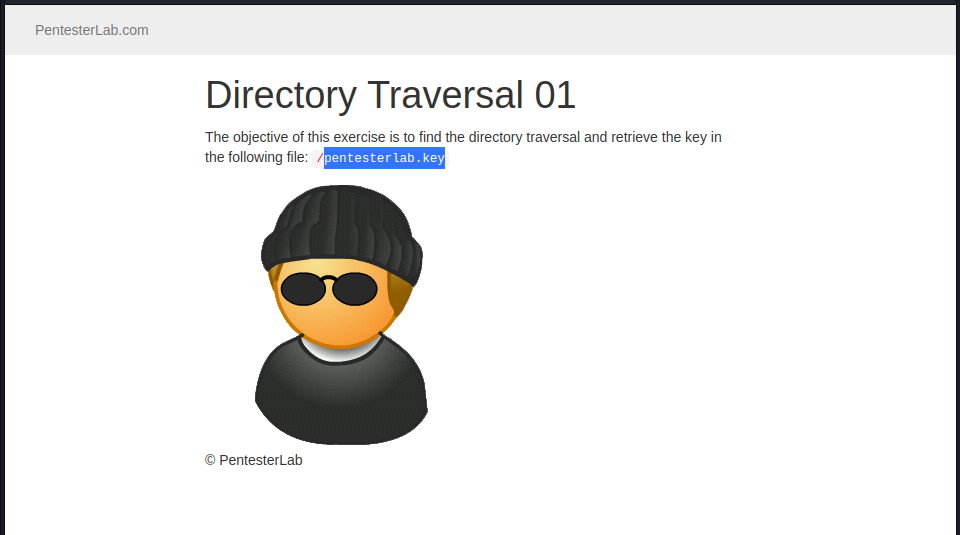 PentesterLab.com
Directory Traversal 01
The objective of this exercise is to find the directory traversal and retrieve the key in
the following file: /pentesterlab.key
© PentesterLab